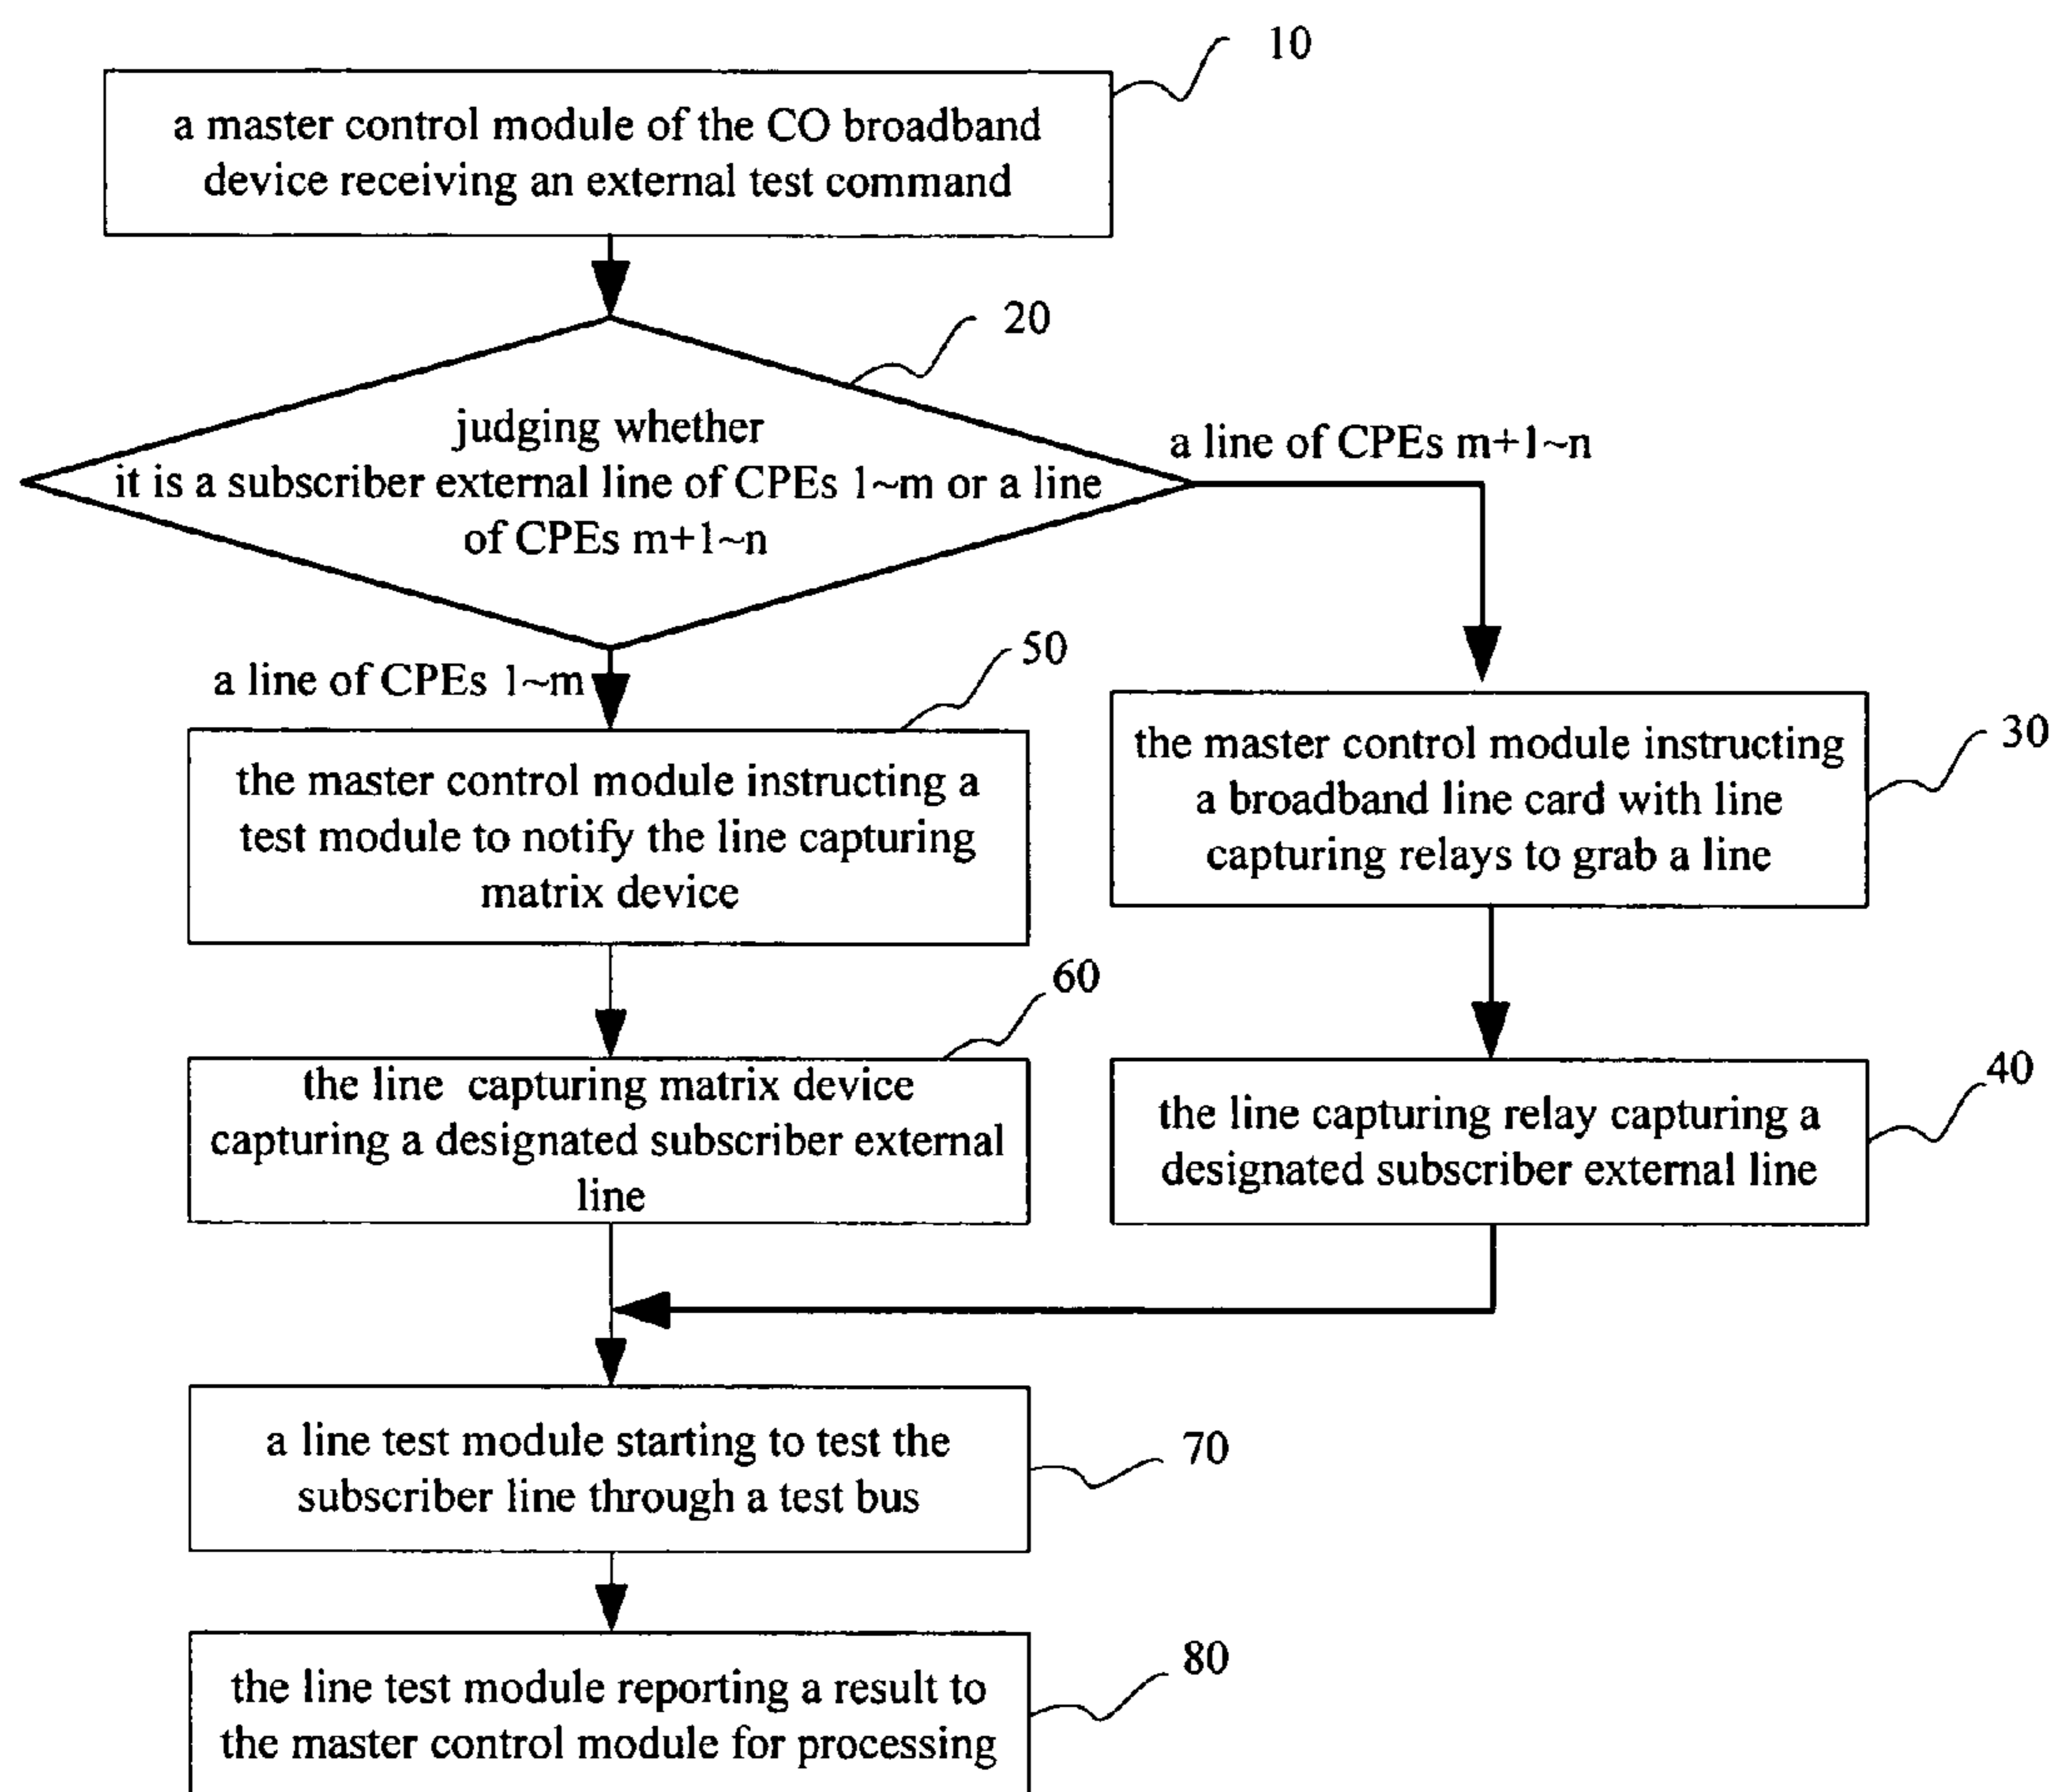 10
a master control module of the CO broadband
device receiving an external test command
20
judging whether
it is a subscriber external line of CPEs 1~m or a line
of CPEs m+1~n
a line of CPEs m+1~n
a line of CPEs 1~m
50
the master control module instructing a
test module to notify the line capturing
matrix device
30
the master control module instructing
a broadband line card with line
capturing relays to grab a line
60
the line capturing matrix device
capturing a designated subscriber external
line
40
the line capturing relay capturing a
designated subscriber external line
70
a line test module starting to test the
subscriber line through a test bus
80
the line test module reporting a result to
the master control module for processing